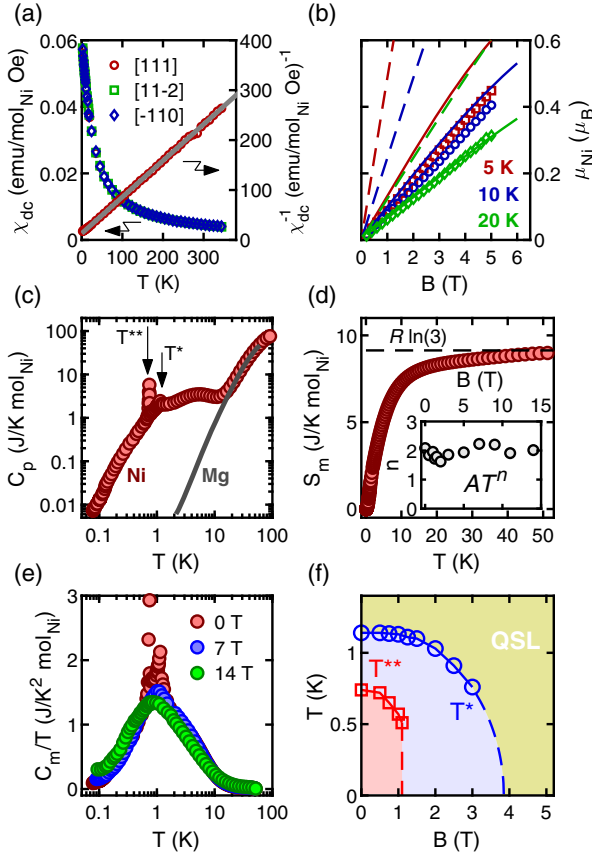 (a)
χdc (emu/molNi Oe)
0.06
0.04
0.02
0
[111]
[11-2]
[-110]
400
300
200
100
0
χdc-1 (emu/molNi Oe)-1
0 100 200 300
T (K)
(b)
0.6
0.4
0.2
0
μNi (μB)
5 K
10 K
20 K
0 1 2 3 4 5 6
B (T)
(c)
Cp (J/K molNi)
100
10
1
0.1
0.01
T**
T*
Ni
Mg
0.1 1 10 100
T (K)
(d)
Sm (J/K molNi)
10
5
0
R ln(3)
B (T)
0 5 10 15
n
3
2
1
0
ATn
0 10 20 30 40 50
T (K)
(e)
Cm/T (J/K2 molNi)
3
2
1
0
0 T
7 T
14 T
0.1 1 10 100
T (K)
(f)
T (K)
1
0.5
0
QSL
T**
T*
0 1 2 3 4 5
B (T)